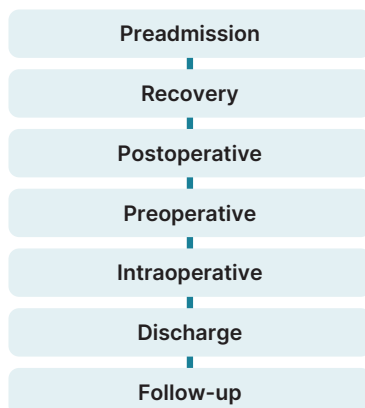 Preadmission
Recovery
Postoperative
Preoperative
Intraoperative
Discharge
Follow-up